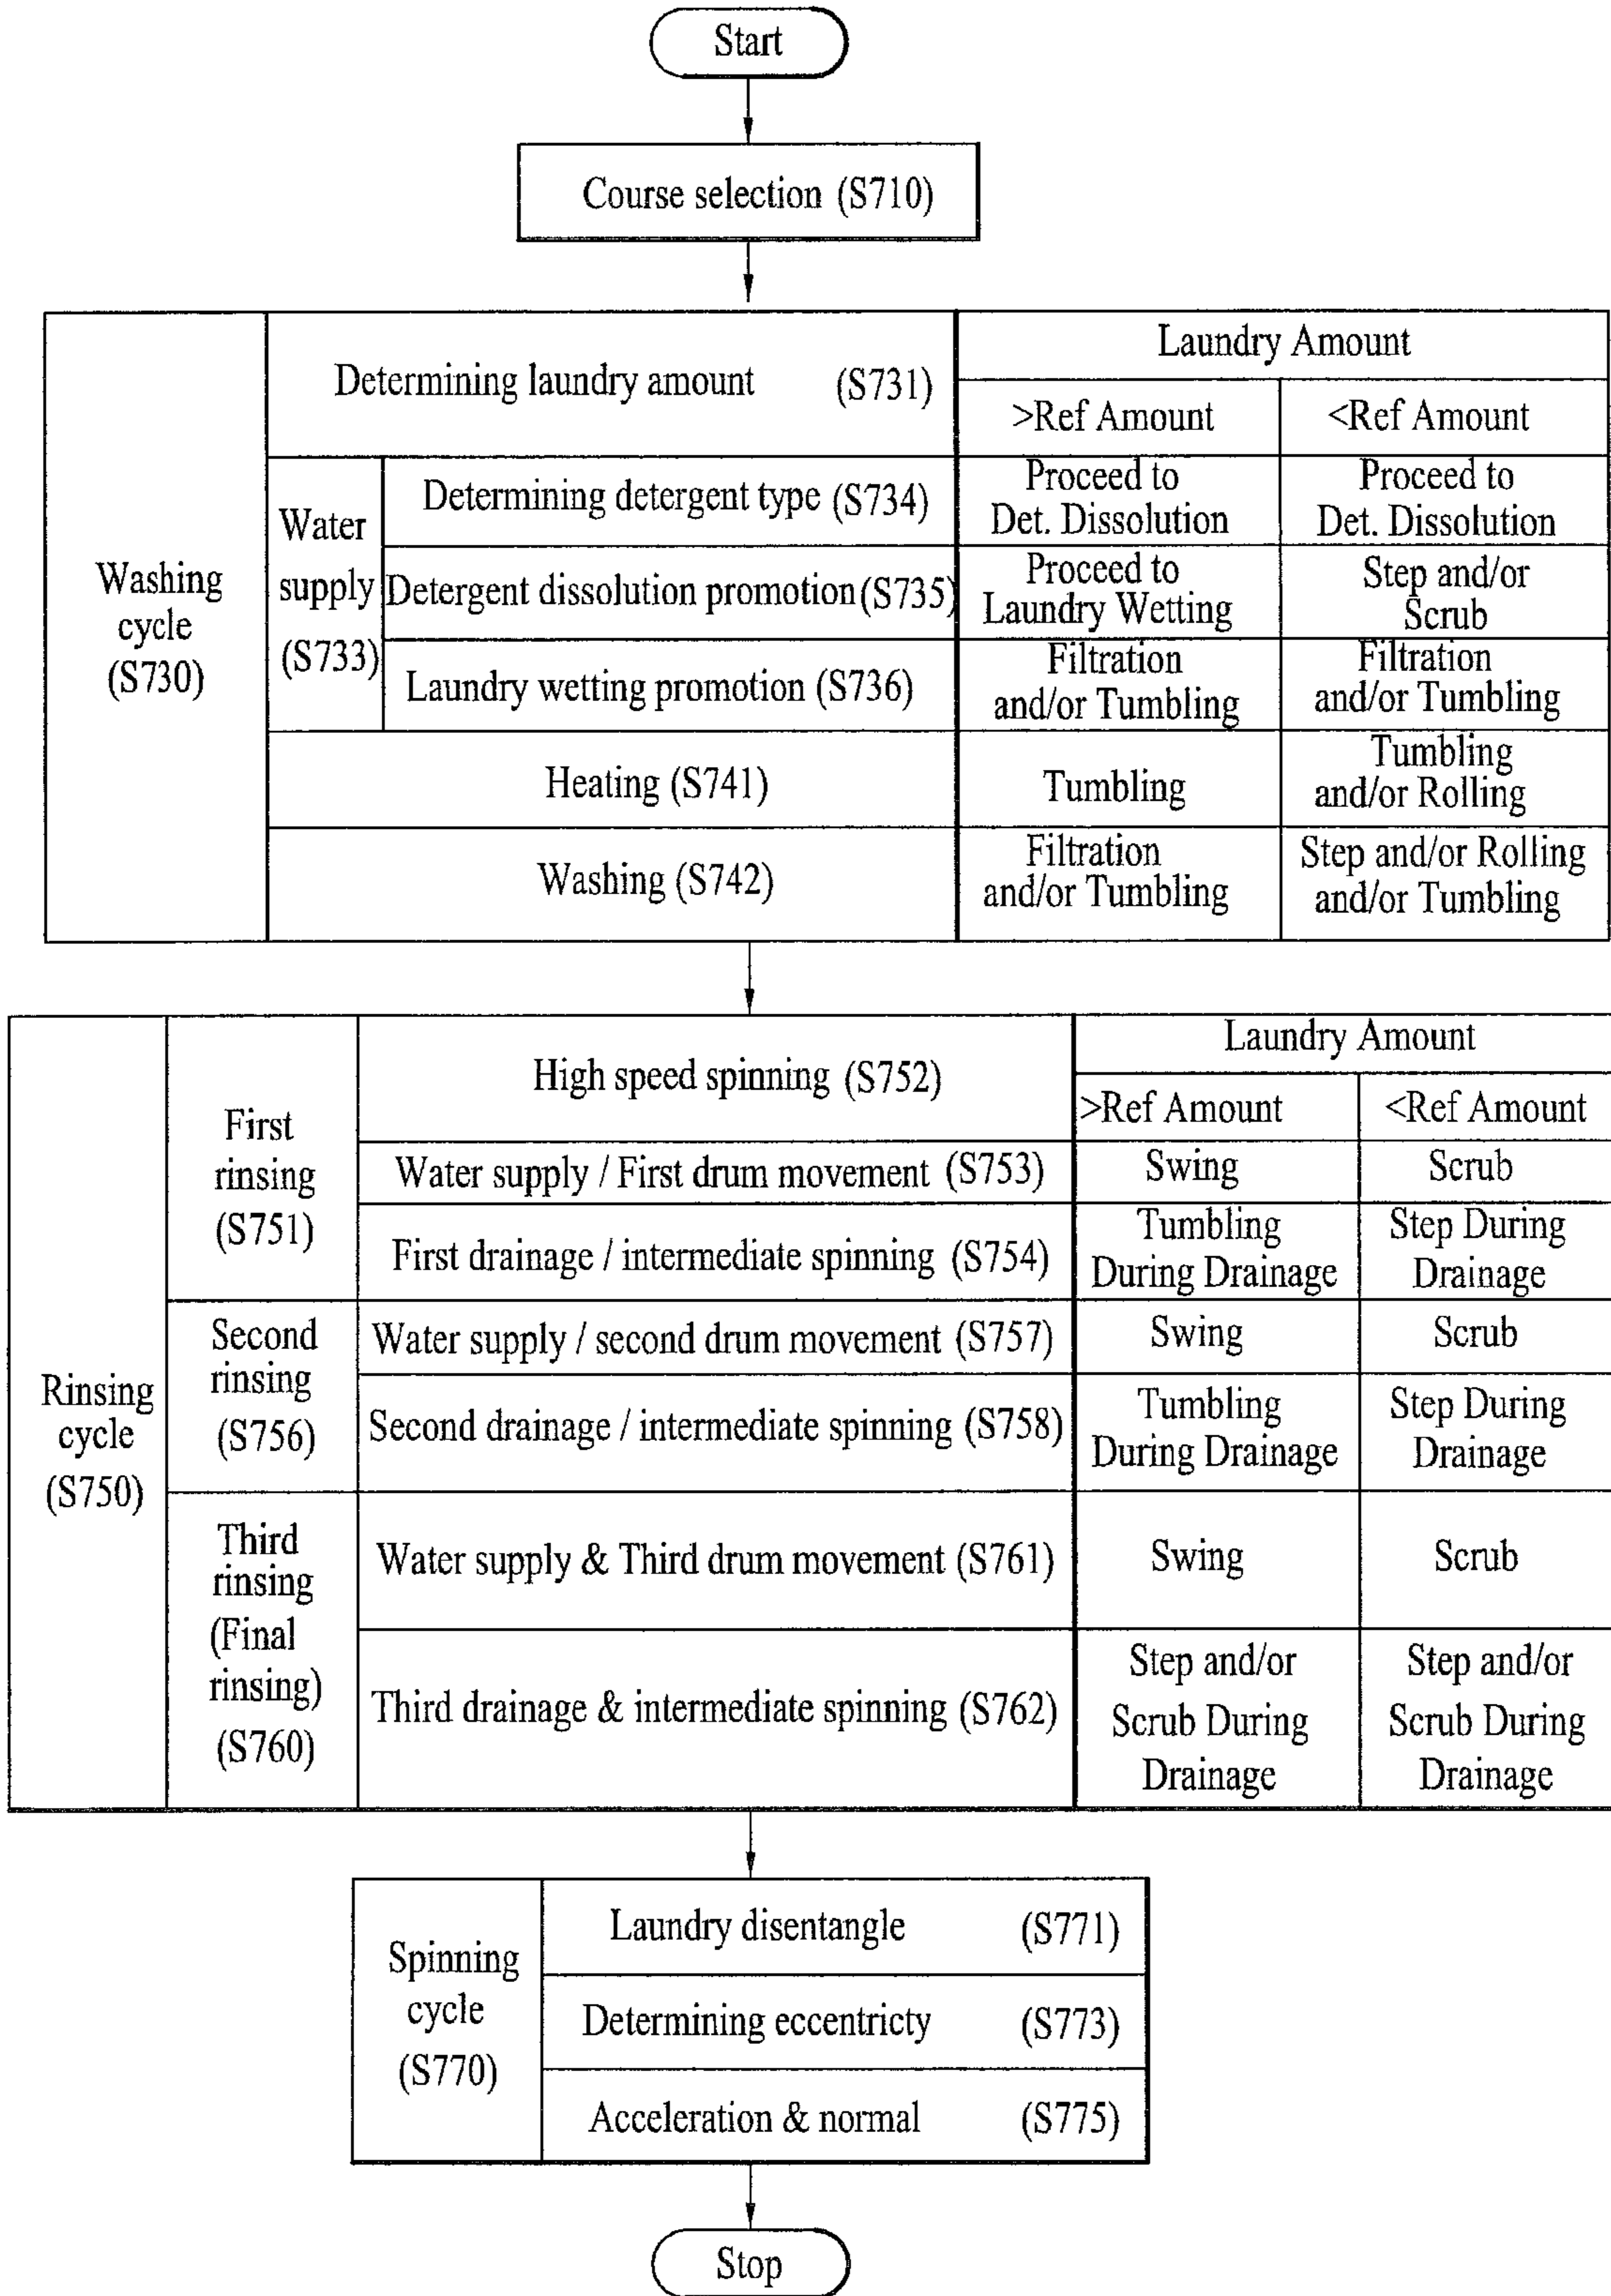 Start
Course selection (S710)
Washing
cycle
(S730)
Determining laundry amount (S731)
Laundry Amount
>Ref Amount
<Ref Amount
Water
supply
(S733)
Determining detergent type (S734)
Proceed to
Det. Dissolution
Proceed to
Det. Dissolution
Detergent dissolution promotion (S735)
Proceed to
Laundry Wetting
Step and/or
Scrub
Laundry wetting promotion (S736)
Filtration
and/or Tumbling
Filtration
and/or Tumbling
Heating (S741)
Tumbling
Tumbling
and/or Rolling
Washing (S742)
Filtration
and/or Tumbling
Step and/or Rolling
and/or Tumbling
Rinsing
cycle
(S750)
First
rinsing
(S751)
High speed spinning (S752)
Laundry Amount
>Ref Amount
<Ref Amount
Water supply / First drum movement (S753)
Swing
Scrub
First drainage / intermediate spinning (S754)
Tumbling
During Drainage
Step During
Drainage
Second
rinsing
(S756)
Water supply / second drum movement (S757)
Swing
Scrub
Second drainage / intermediate spinning (S758)
Tumbling
During Drainage
Step During
Drainage
Third
rinsing
(Final
rinsing)
(S760)
Water supply & Third drum movement (S761)
Swing
Scrub
Third drainage & intermediate spinning (S762)
Step and/or
Scrub During
Drainage
Step and/or
Scrub During
Drainage
Spinning
cycle
(S770)
Laundry disentangle (S771)
Determining eccentricty (S773)
Acceleration & normal (S775)
Stop